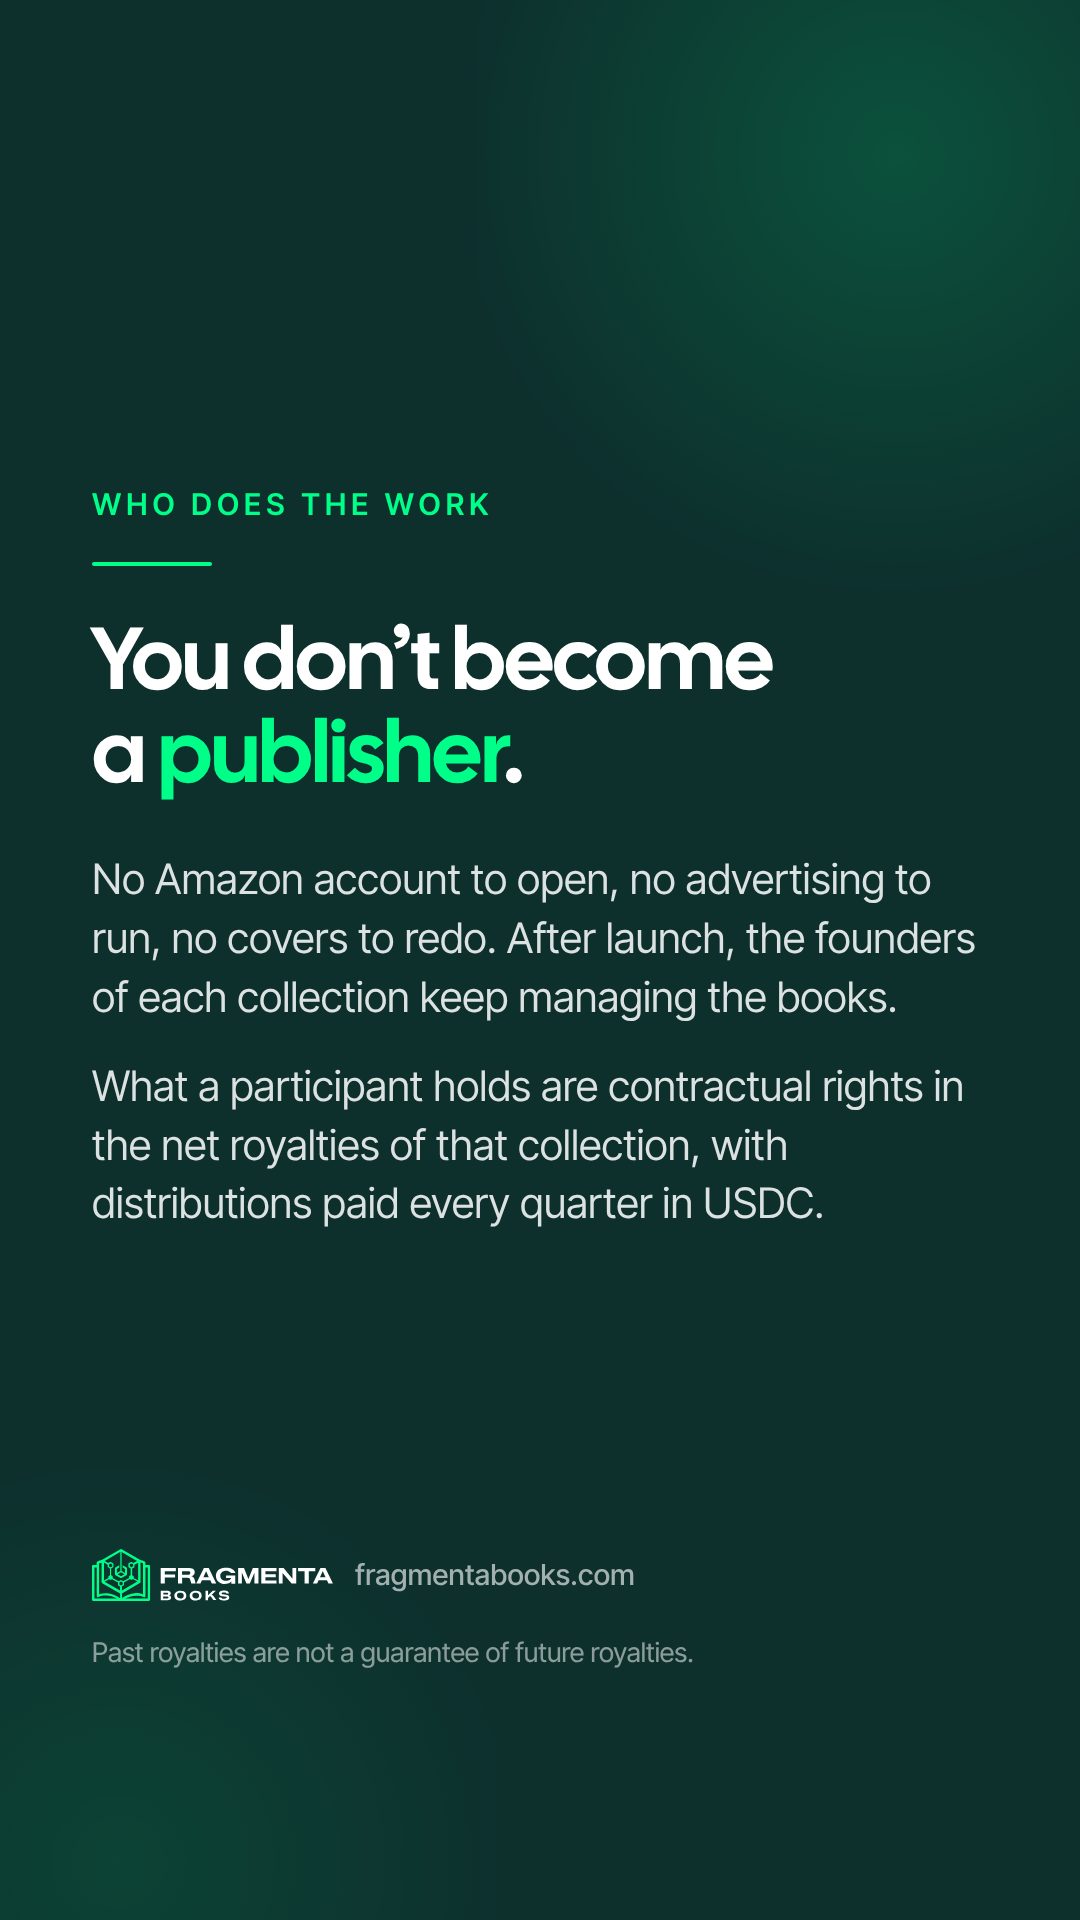 WHO DOES THE WORK
You don’t become
a publisher.
No Amazon account to open, no advertising to
run, no covers to redo. After launch, the founders
of each collection keep managing the books.
What a participant holds are contractual rights in
the net royalties of that collection, with
distributions paid every quarter in USDC.
FRAGMENTA
BOOKS
fragmentabooks.com
Past royalties are not a guarantee of future royalties.